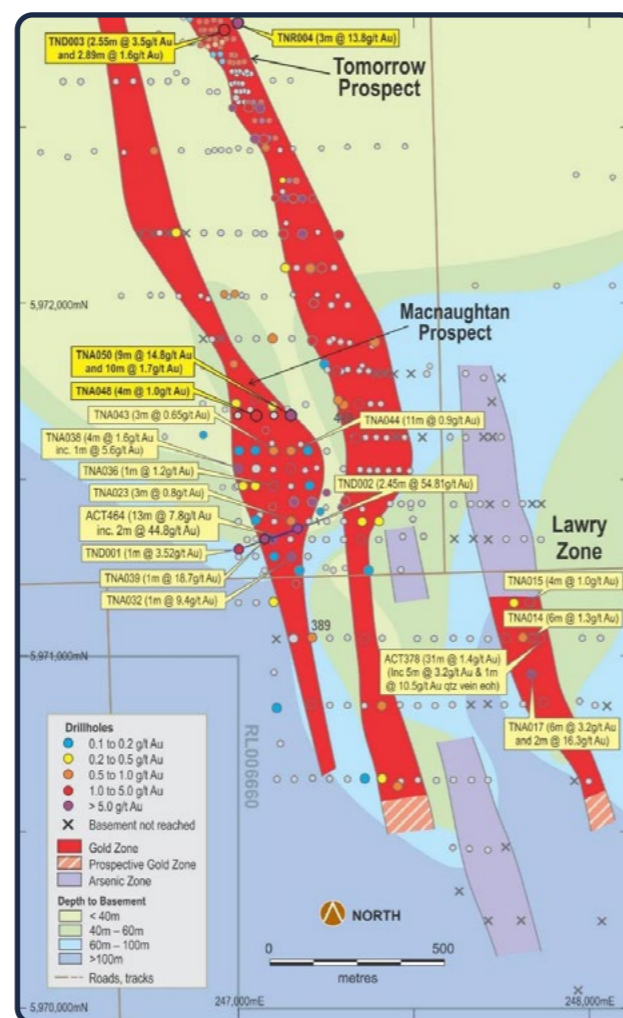 TND003 (2.55m @ 3.5g/t Au
and 2.89m @ 1.6g/t Au)
TNR004 (3m @ 13.8g/t Au)
Tomorrow
Prospect
5,972,000mN
Macnaughtan
Prospect
TNA050 (9m @ 14.8g/t Au
and 10m @ 1.7g/t Au)
TNA048 (4m @ 1.0g/t Au)
TNA043 (3m @ 0.65g/t Au)
TNA044 (11m @ 0.9g/t Au)
TNA038 (4m @ 1.6g/t Au
inc. 1m @ 5.6g/t Au)
TNA036 (1m @ 1.2g/t Au)
TND002 (2.45m @ 54.81g/t Au)
TNA023 (3m @ 0.8g/t Au)
ACT464 (13m @ 7.8g/t Au
inc. 2m @ 44.8g/t Au)
Lawry
Zone
TND001 (1m @ 3.52g/t Au)
TNA039 (1m @ 18.7g/t Au)
TNA015 (4m @ 1.0g/t Au)
TNA032 (1m @ 9.4g/t Au)
TNA014 (6m @ 1.3g/t Au)
389
5,971,000mN
ACT378 (31m @ 1.4g/t Au)
(Inc 5m @ 3.2g/t Au & 1m
@ 10.5g/t Au qtz vein eoh)
TNA017 (6m @ 3.2g/t Au
and 2m @ 16.3g/t Au)
RL006660
Drillholes
0.1 to 0.2 g/t Au
0.2 to 0.5 g/t Au
0.5 to 1.0 g/t Au
1.0 to 5.0 g/t Au
> 5.0 g/t Au
Basement not reached
Gold Zone
Prospective Gold Zone
Arsenic Zone
Depth to Basement
< 40m
40m – 60m
60m – 100m
>100m
Roads, tracks
NORTH
0 500
metres
5,970,000mN
247,000mE
248,000mE